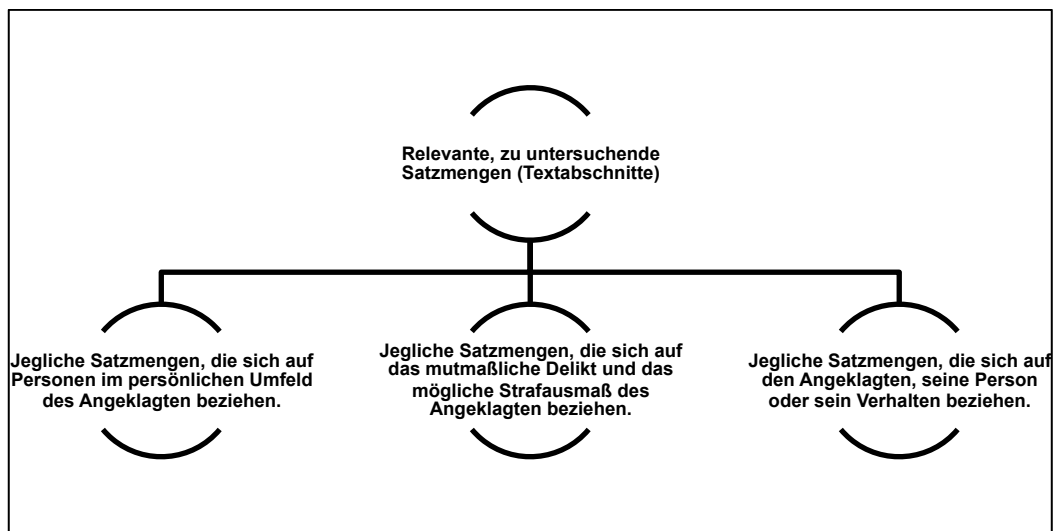 Relevante, zu untersuchende
Satzmengen (Textabschnitte)
Jegliche Satzmengen, die sich auf
Personen im persönlichen Umfeld
des Angeklagten beziehen.
Jegliche Satzmengen, die sich auf
das mutmaßliche Delikt und das
mögliche Strafausmaß des
Angeklagten beziehen.
Jegliche Satzmengen, die sich auf
den Angeklagten, seine Person
oder sein Verhalten beziehen.